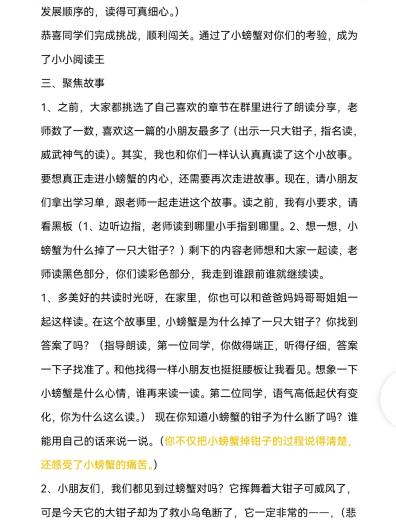 发展顺序的，读得可真细心。）
恭喜同学们完成挑战，顺利闯关。通过了小螃蟹对你们的考验，成为
了小小阅读王
三、聚焦故事
1、之前，大家都挑选了自己喜欢的章节在群里进行了朗读分享，老
师数了一数，喜欢这一篇的小朋友最多了（出示一只大钳子，指名读，
威武神气的读）。其实，我也和你们一样认认真真读了这个小故事。
要想真正走进小螃蟹的内心，还需要再次走进故事。现在，请小朋友
们拿出学习单，跟老师一起走进这个故事。读之前，我有小要求，请
看黑板（1、边听边指，老师读到哪里小手指到哪里。2、想一想，小
螃蟹为什么掉了一只大钳子？）剩下的内容老师想和大家一起读，老
师读黑色部分，你们读彩色部分，我走到谁跟前谁就继续读。
1、多美好的共读时光呀，在家里，你也可以和爸爸妈妈哥哥姐姐一
起这样读。在这个故事里，小螃蟹是为什么掉了一只大钳子？你找到
答案了吗？（指导朗读，第一位同学，你做得端正，听得仔细，答案
一下子找准了。和他找得一样小朋友也挺挺腰板让我看见。想象一下
小螃蟹是什么心情，谁再来读一读。第二位同学，语气高低起伏有变
化，你为什么这么读。） 现在你知道小螃蟹的钳子为什么断了吗？谁
能用自己的话来说一说。（你不仅把小螃蟹掉钳子的过程说得清楚，
还感受了小螃蟹的痛苦。）
2、小朋友们，我们都见到过螃蟹对吗？它挥舞着大钳子可威风了，
可是今天它的大钳子却为了救小乌龟断了，它一定非常的——，（悲